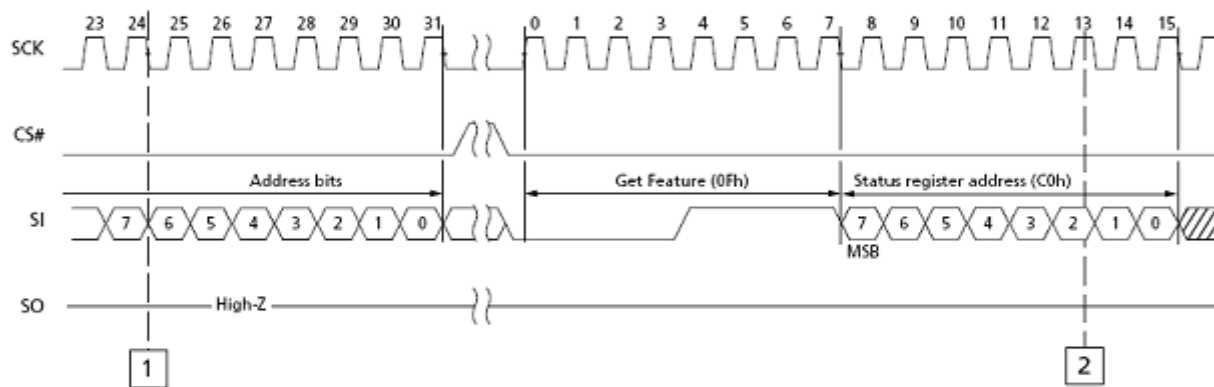 23 24 25 26 27 28 29 30 31 0 1 2 3 4 5 6 7 8 9 10 11 12 13 14 15
SCK
CS#
Address bits Get Feature (0Fh) Status register address (C0h)
SI 7 6 5 4 3 2 1 0 7 6 5 4 3 2 1 0
MSB
SO High-Z
1 2